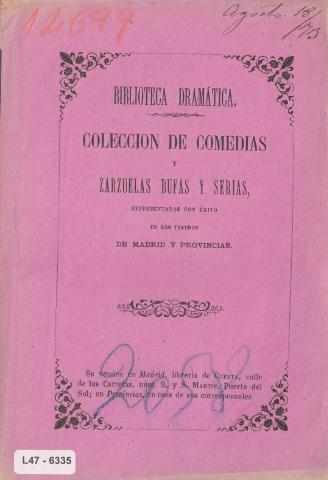 12699
Agosto 18/73
BIBLIOTECA DRAMÁTICA.
COLECCION DE COMEDIAS
Y
ZARZUELAS BUFAS Y SERIAS,
REPRESENTADAS CON ÉXITO
EN LOS TEATROS
DE MADRID Y PROVINCIAS.
Se venden en Madrid, librería de CUESTA, calle
de las Carretas, núm. 9, y S. MARTIN, Puerta del
Sol; en Provincias, en casa de sus corresponsales.
2058
L47 - 6335